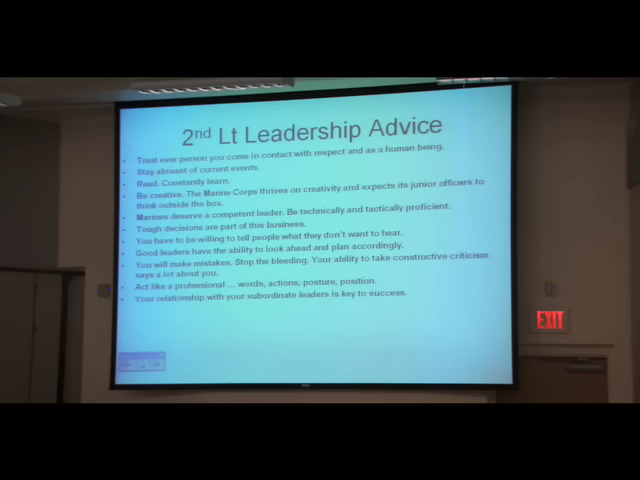 2nd Lt Leadership Advice
• Treat ever person you come in contact with respect and as a human being.
• Stay abreast of current events.
• Read. Constantly learn.
• Be creative. The Marine Corps thrives on creativity and expects its junior officers to
think outside the box.
• Marines deserve a competent leader. Be technically and tactically proficient.
• Tough decisions are part of this business.
• You have to be willing to tell people what they don't want to hear.
• Good leaders have the ability to look ahead and plan accordingly.
• You will make mistakes. Stop the bleeding. Your ability to take constructive criticism
says a lot about you.
• Act like a professional … words, actions, posture, position.
• Your relationship with your subordinate leaders is key to success.
EXIT